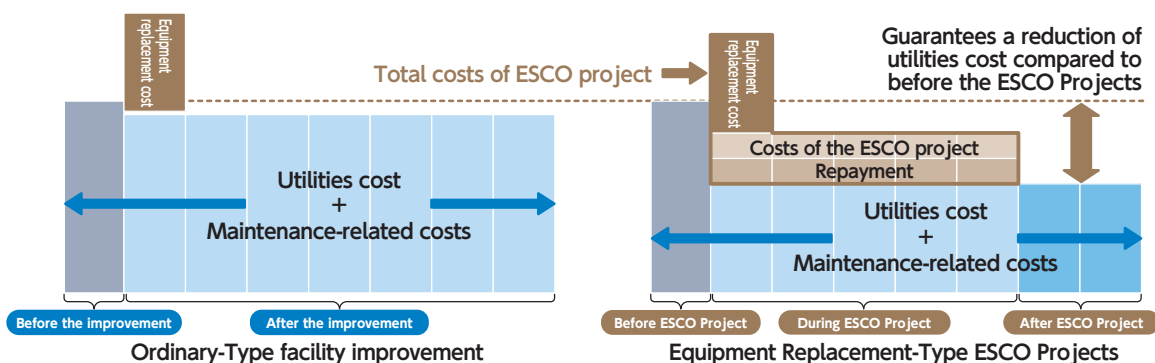 Equipment
replacement cost
Total costs of ESCO project
Equipment
replacement cost
Guarantees a reduction of
utilities cost compared to
before the ESCO Projects
Costs of the ESCO project
Repayment
Utilities cost
+
Maintenance-related costs
Utilities cost
+
Maintenance-related costs
Before the improvement
After the improvement
Before ESCO Project
During ESCO Project
After ESCO Project
Ordinary-Type facility improvement
Equipment Replacement-Type ESCO Projects